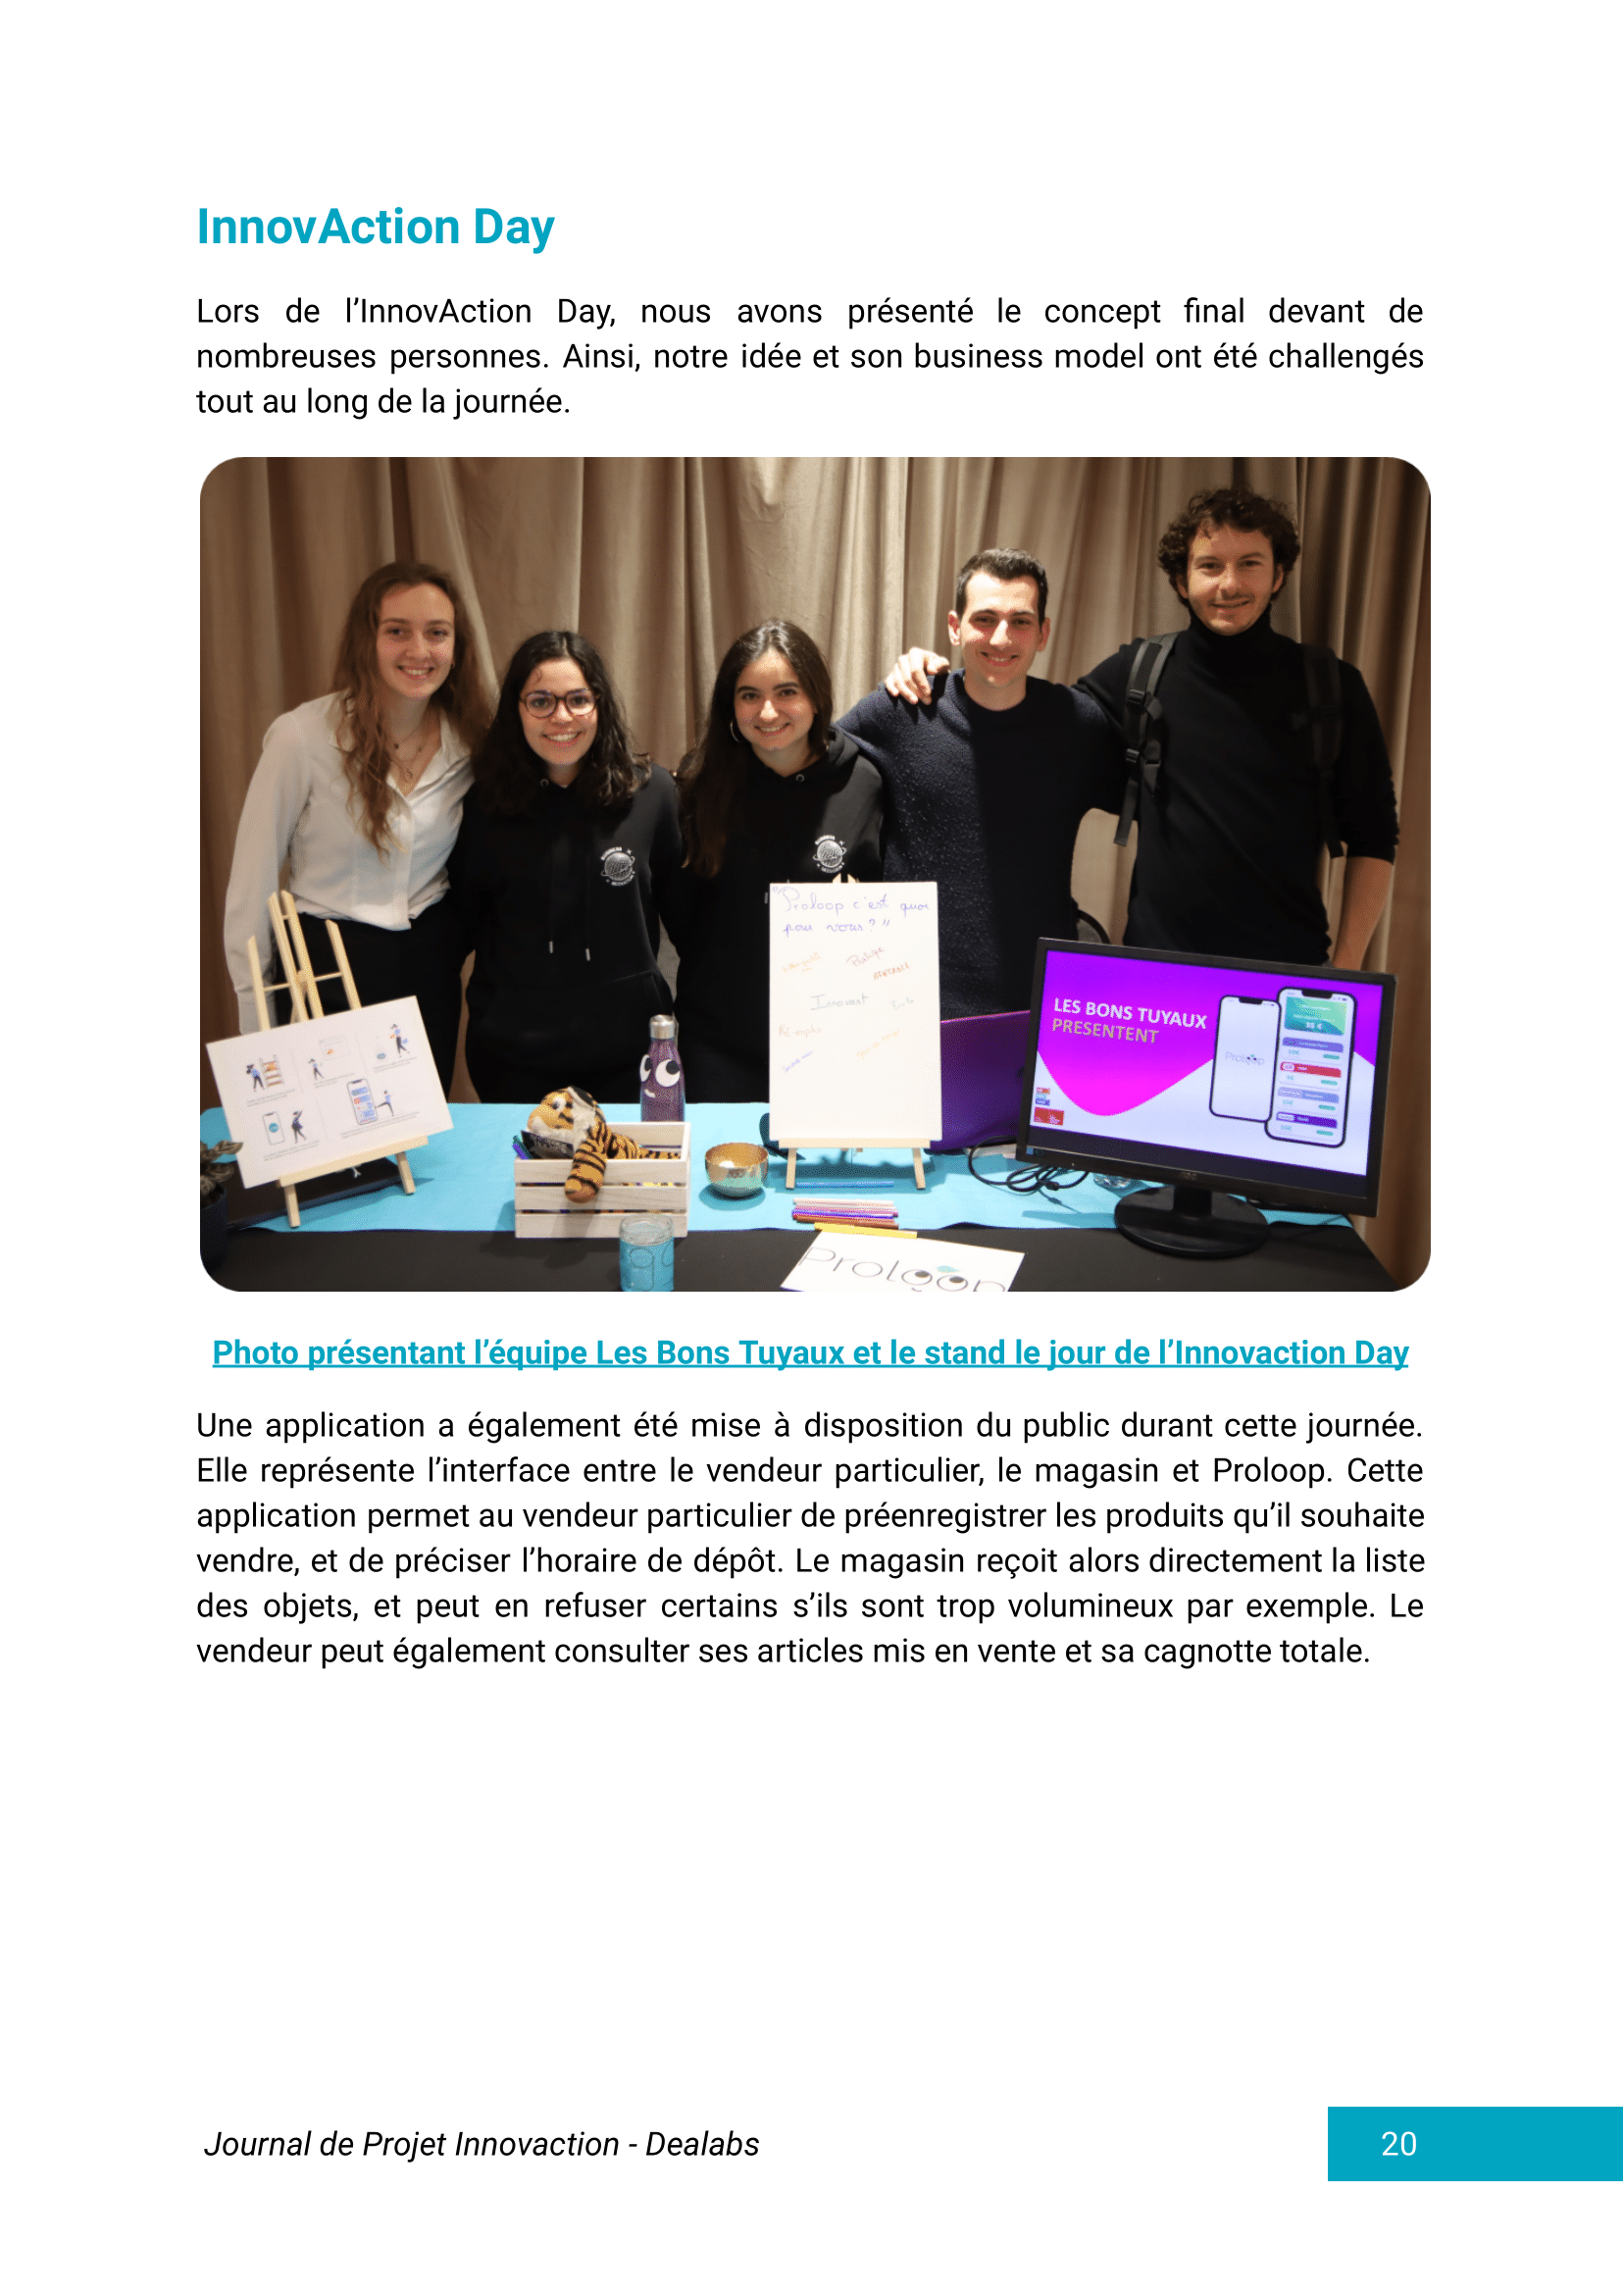 InnovAction Day
Lors de l’InnovAction Day, nous avons présenté le concept final devant de
nombreuses personnes. Ainsi, notre idée et son business model ont été challengés
tout au long de la journée.
"Proloop c'est quoi
pour vous ? "
Pratique
Innovant
LES BONS TUYAUX
PRESENTENT
Proloop
Proloop
Photo présentant l’équipe Les Bons Tuyaux et le stand le jour de l’Innovaction Day
Une application a également été mise à disposition du public durant cette journée.
Elle représente l’interface entre le vendeur particulier, le magasin et Proloop. Cette
application permet au vendeur particulier de préenregistrer les produits qu’il souhaite
vendre, et de préciser l’horaire de dépôt. Le magasin reçoit alors directement la liste
des objets, et peut en refuser certains s’ils sont trop volumineux par exemple. Le
vendeur peut également consulter ses articles mis en vente et sa cagnotte totale.
Journal de Projet Innovaction - Dealabs
20